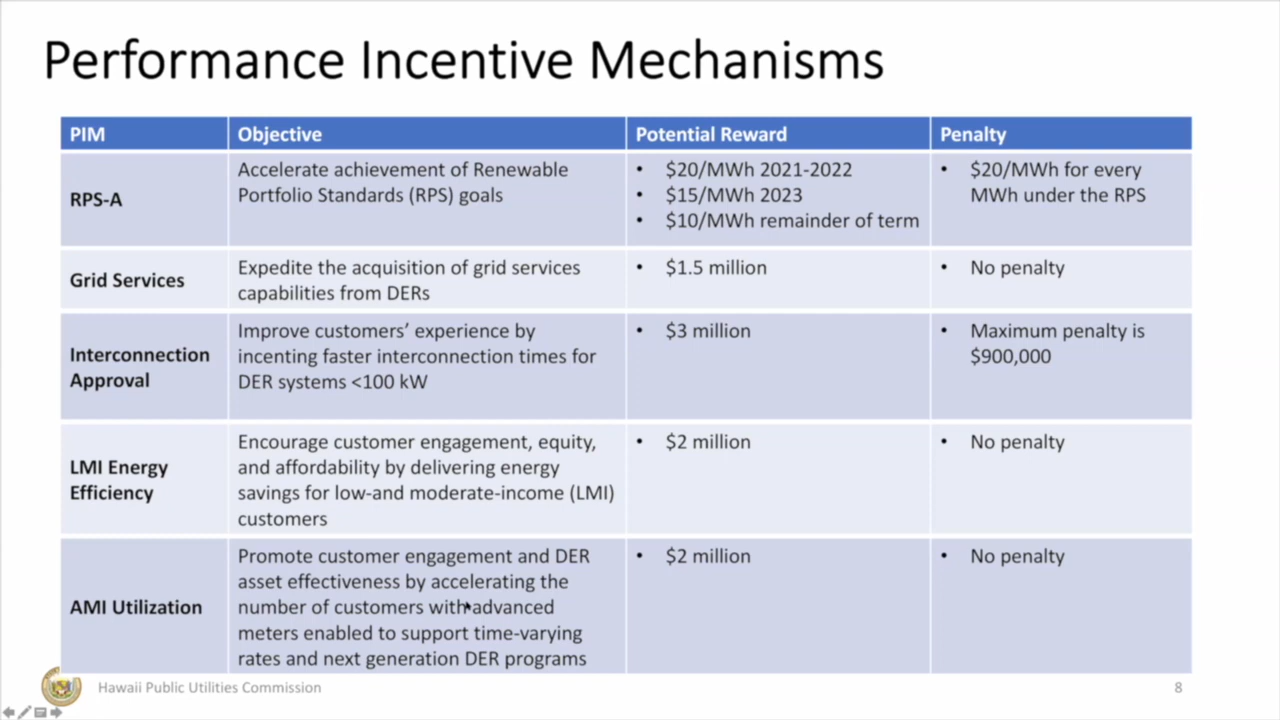 Performance Incentive Mechanisms
PIM
Objective
Potential Reward
Penalty
RPS-A
Accelerate achievement of Renewable
Portfolio Standards (RPS) goals
• $20/MWh 2021-2022
• $15/MWh 2023
• $10/MWh remainder of term
• $20/MWh for every
MWh under the RPS
Grid Services
Expedite the acquisition of grid services
capabilities from DERs
• $1.5 million
• No penalty
Interconnection
Approval
Improve customers’ experience by
incenting faster interconnection times for
DER systems <100 kW
• $3 million
• Maximum penalty is
$900,000
LMI Energy
Efficiency
Encourage customer engagement, equity,
and affordability by delivering energy
savings for low-and moderate-income (LMI)
customers
• $2 million
• No penalty
AMI Utilization
Promote customer engagement and DER
asset effectiveness by accelerating the
number of customers with advanced
meters enabled to support time-varying
rates and next generation DER programs
• $2 million
• No penalty
Hawaii Public Utilities Commission
8